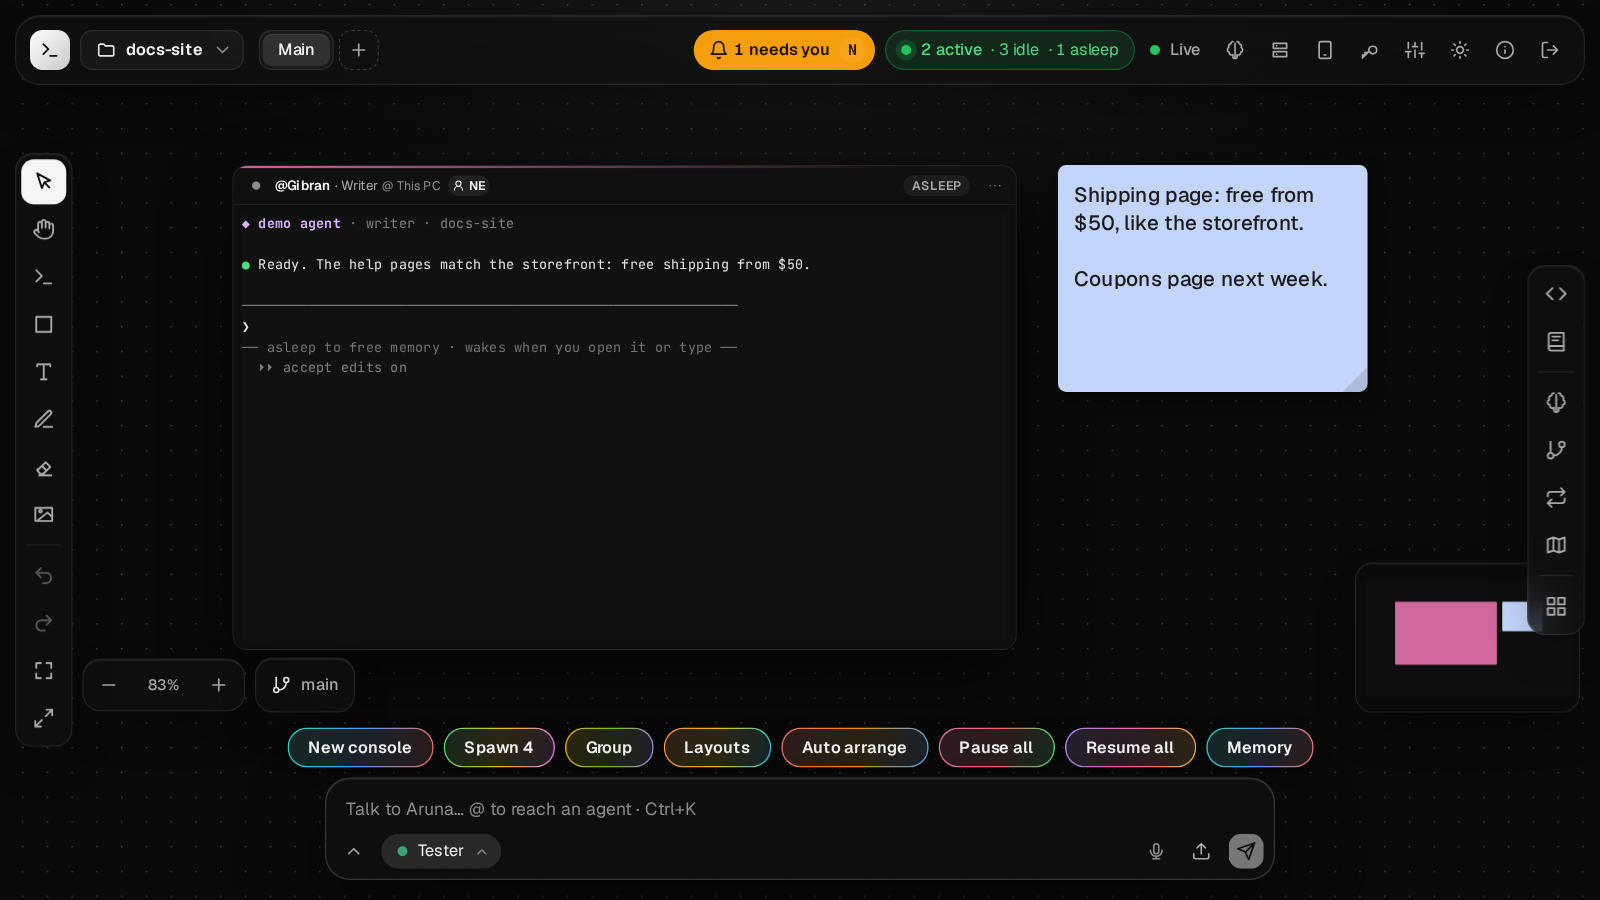 docs-site
Main
1 needs you N
2 active · 3 idle · 1 asleep
Live
@Gibran · Writer @ This PC NE
ASLEEP
◆ demo agent · writer · docs-site
● Ready. The help pages match the storefront: free shipping from $50.
❯
── asleep to free memory · wakes when you open it or type ──
accept edits on
Shipping page: free from
$50, like the storefront.
Coupons page next week.
83%
main
New console
Spawn 4
Group
Layouts
Auto arrange
Pause all
Resume all
Memory
Talk to Aruna... @ to reach an agent · Ctrl+K
Tester